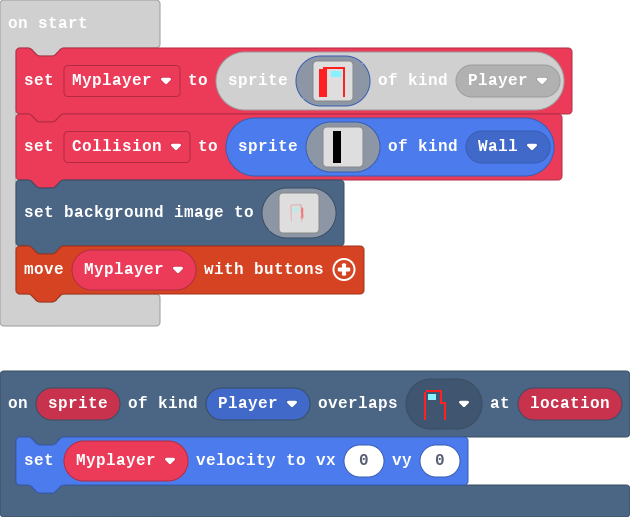 on start
set Myplayer to sprite of kind Player
set Collision to sprite of kind Wall
set background image to
move Myplayer with buttons
on sprite of kind Player overlaps at location
set Myplayer velocity to vx 0 vy 0